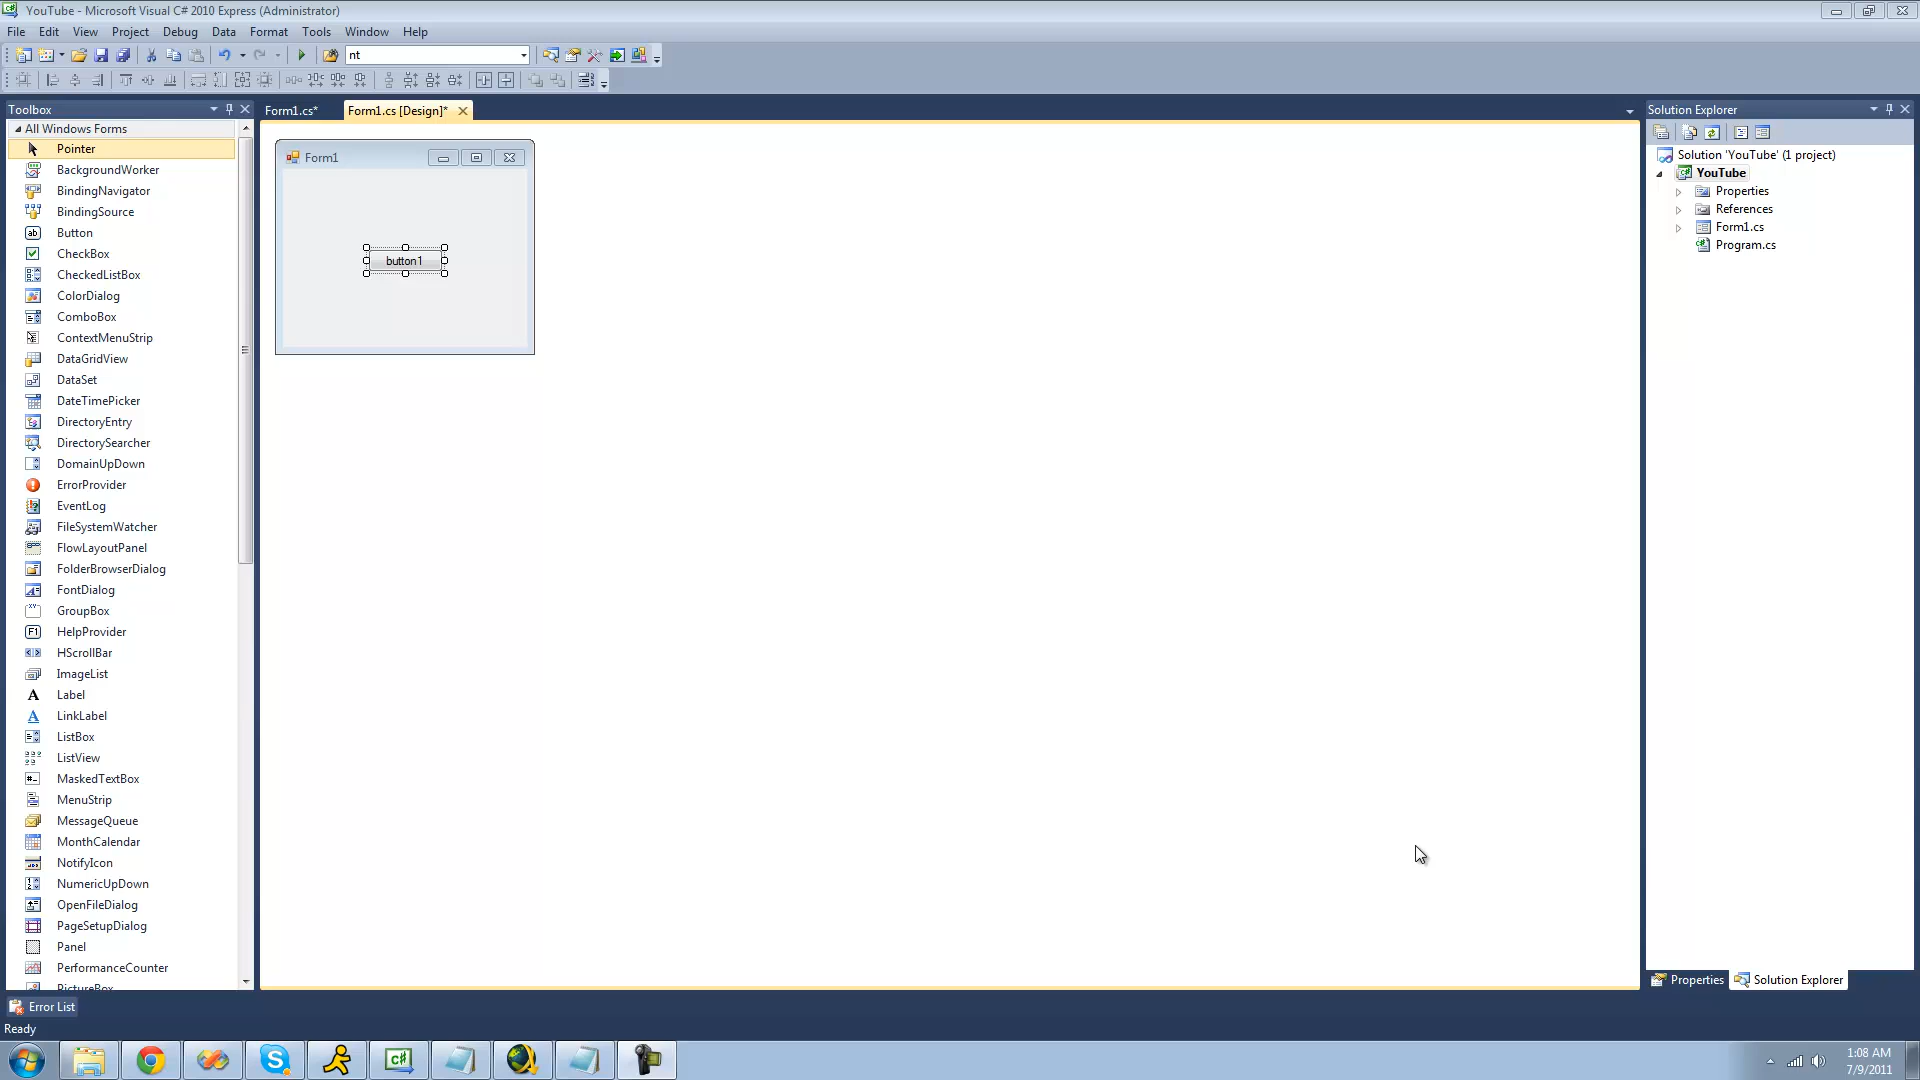 YouTube - Microsoft Visual C# 2010 Express (Administrator)
File Edit View Project Debug Data Format Tools Window Help
nt
Toolbox
All Windows Forms
Pointer
BackgroundWorker
BindingNavigator
BindingSource
Button
CheckBox
CheckedListBox
ColorDialog
ComboBox
ContextMenuStrip
DataGridView
DataSet
DateTimePicker
DirectoryEntry
DirectorySearcher
DomainUpDown
ErrorProvider
EventLog
FileSystemWatcher
FlowLayoutPanel
FolderBrowserDialog
FontDialog
GroupBox
HelpProvider
HScrollBar
ImageList
Label
LinkLabel
ListBox
ListView
MaskedTextBox
MenuStrip
MessageQueue
MonthCalendar
NotifyIcon
NumericUpDown
OpenFileDialog
PageSetupDialog
Panel
PerformanceCounter
PictureBox
Form1.cs* Form1.cs [Design]*
Form1
button1
Solution Explorer
Solution 'YouTube' (1 project)
YouTube
Properties
References
Form1.cs
Program.cs
Properties Solution Explorer
Error List
Ready
1:08 AM
7/9/2011